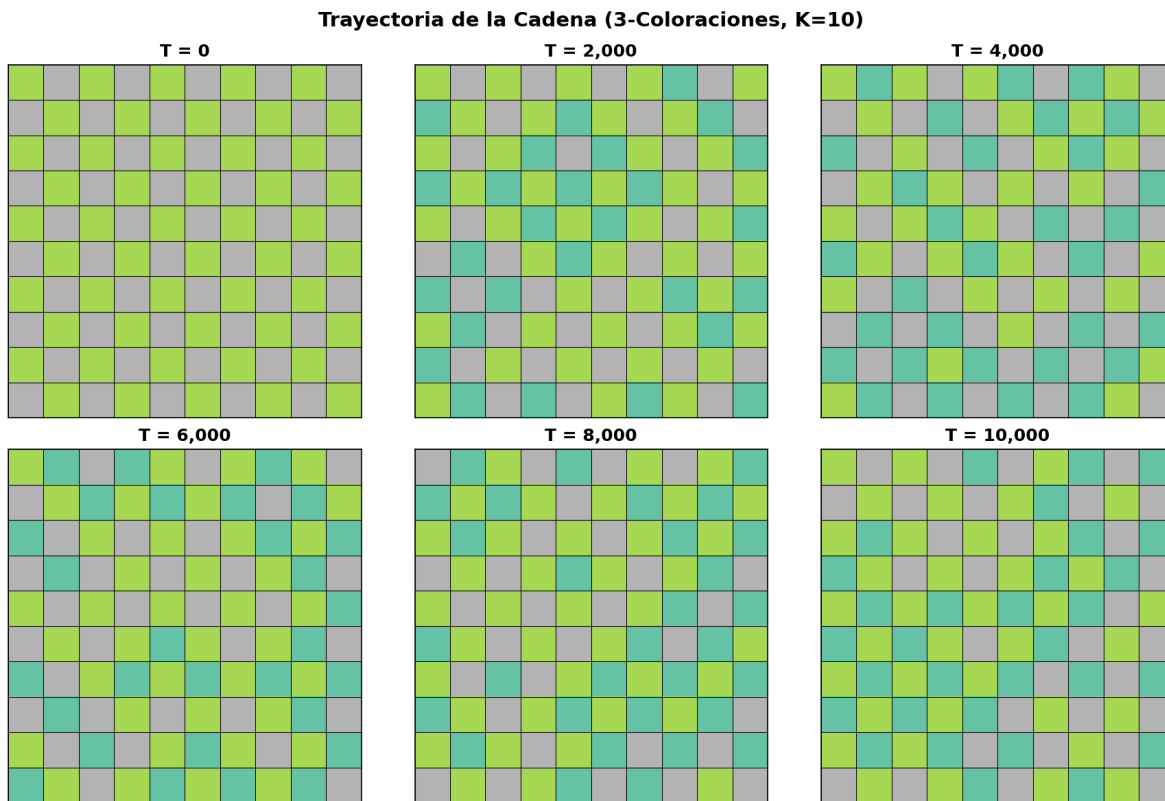 Trayectoria de la Cadena (3-Coloraciones, K=10)
T = 0
T = 2,000
T = 4,000
T = 6,000
T = 8,000
T = 10,000